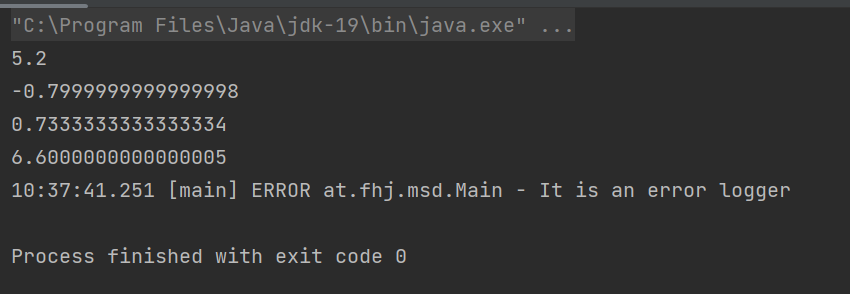 "C:\Program Files\Java\jdk-19\bin\java.exe" ...
5.2
-0.7999999999999998
0.7333333333333334
6.6000000000000005
10:37:41.251 [main] ERROR at.fhj.msd.Main - It is an error logger
Process finished with exit code 0